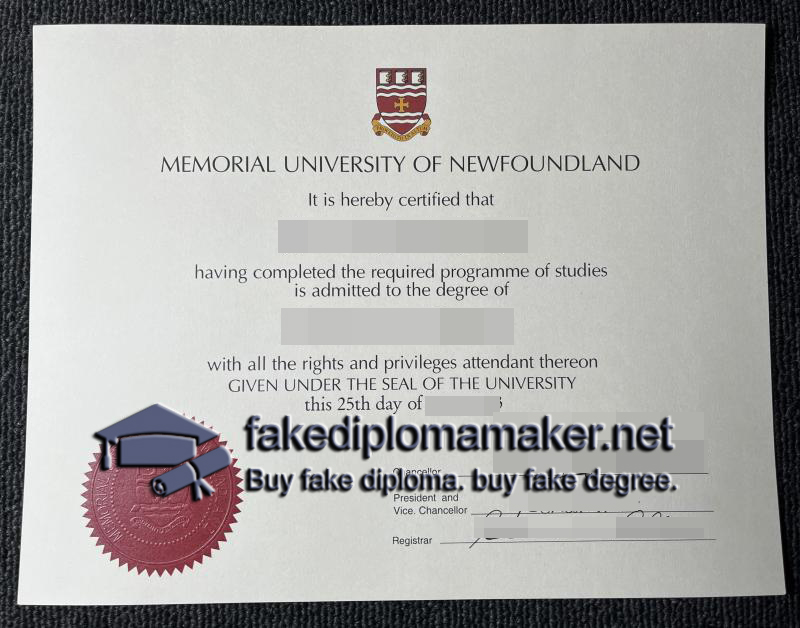 MEMORIAL UNIVERSITY OF NEWFOUNDLAND
It is hereby certified that
having completed the required programme of studies
is admitted to the degree of
with all the rights and privileges attendant thereon
GIVEN UNDER THE SEAL OF THE UNIVERSITY
this 25th day of
fakediplomamaker.net
Chancellor
Buy fake diploma, buy fake degree.
President and
Vice. Chancellor
Registrar
MEMORIAL